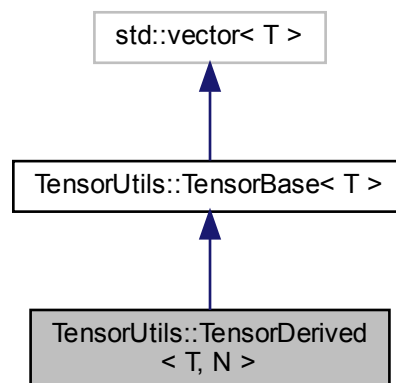 std::vector< T >
TensorUtils::TensorBase< T >
TensorUtils::TensorDerived
< T, N >